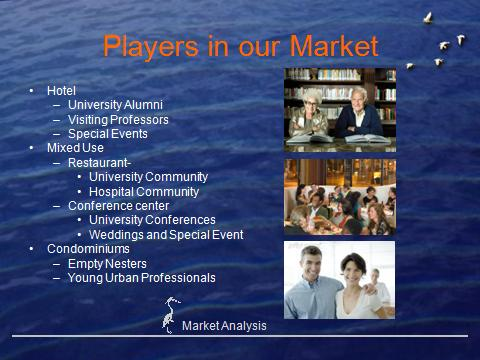 Players in our Market
• Hotel
– University Alumni
– Visiting Professors
– Special Events
• Mixed Use
– Restaurant-
• University Community
• Hospital Community
– Conference center
• University Conferences
• Weddings and Special Event
• Condominiums
– Empty Nesters
– Young Urban Professionals
Market Analysis